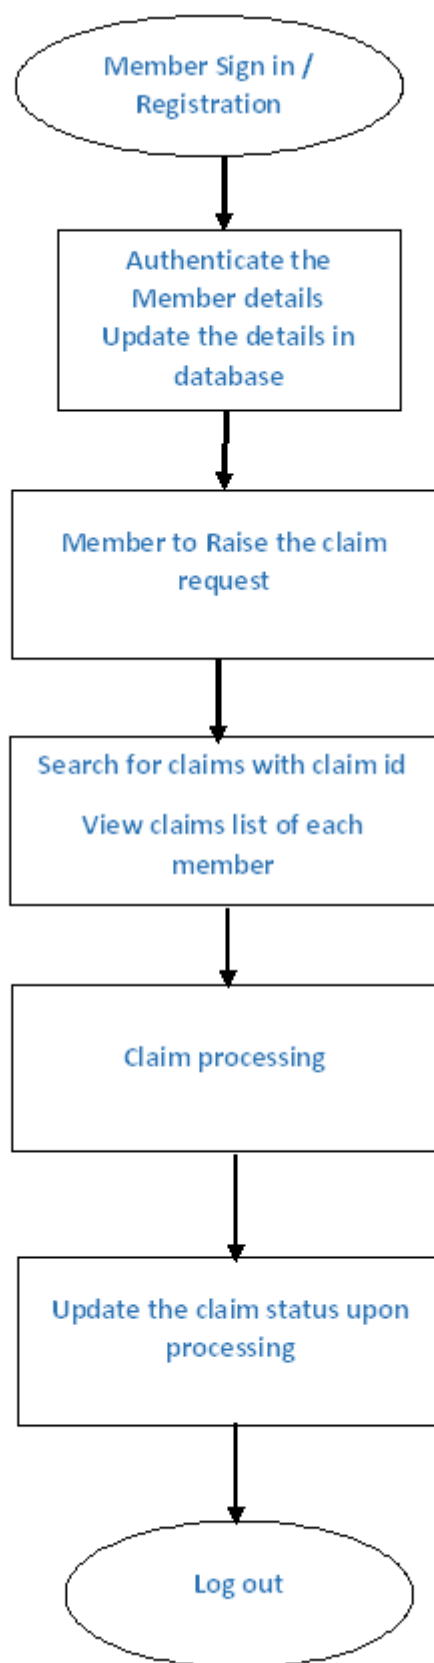 Member Sign in /
Registration
Authenticate the
Member details
Update the details in
database
Member to Raise the claim
request
Search for claims with claim id
View claims list of each
member
Claim processing
Update the claim status upon
processing
Log out